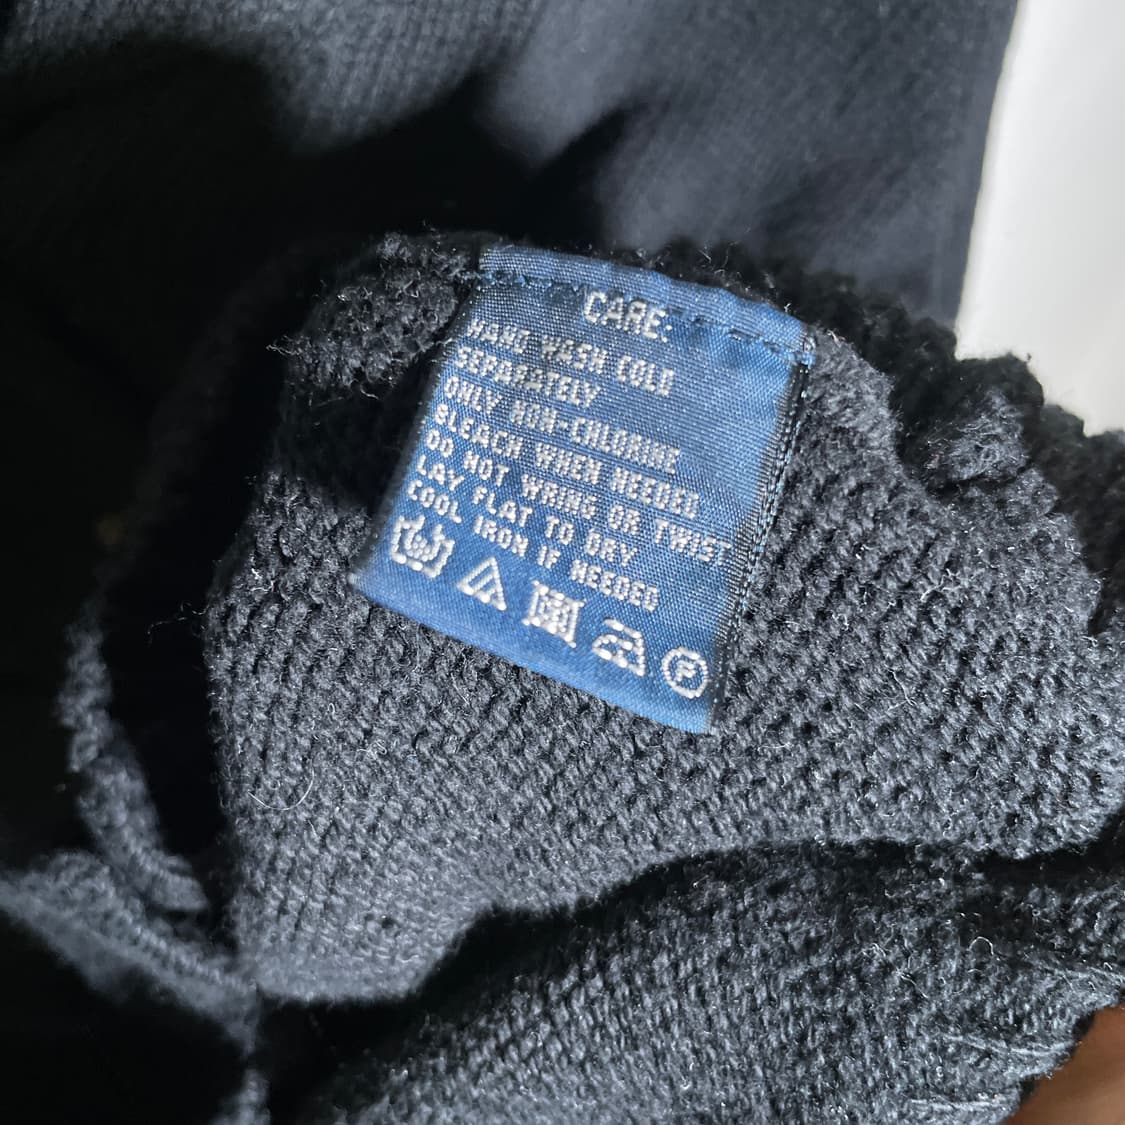 CARE:
HAND WASH COLD
SEPERATELY
ONLY NON-CHLORINE
BLEACH WHEN NEEDED
DO NOT WRING OR TWIST
LAY FLAT TO DRY
COOL IRON IF NEEDED
P